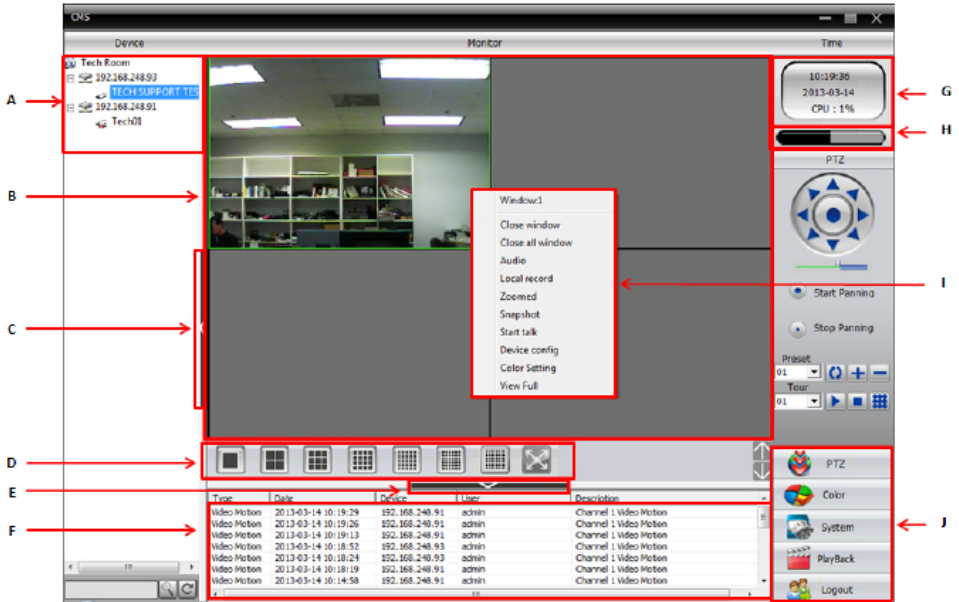 CMS
Device
Monitor
Time
Tech Room
192.168.248.93
TECH SUPPORT TES
192.168.248.91
Tech01
A
B
C
D
E
F
10:19:36
2013-03-14
CPU : 1%
G
H
PTZ
Window:1
Close window
Close all window
Audio
Local record
Zoomed
Snapshot
Start talk
Device config
Color Setting
View Full
I
Start Panning
Stop Panning
Preset
01
Tour
01
Type Date Device User Description
Video Motion 2013-03-14 10:19:29 192.168.248.91 admin Channel 1 Video Motion
Video Motion 2013-03-14 10:19:26 192.168.248.91 admin Channel 1 Video Motion
Video Motion 2013-03-14 10:19:13 192.168.248.91 admin Channel 1 Video Motion
Video Motion 2013-03-14 10:18:52 192.168.248.93 admin Channel 1 Video Motion
Video Motion 2013-03-14 10:18:24 192.168.248.93 admin Channel 1 Video Motion
Video Motion 2013-03-14 10:18:19 192.168.248.91 admin Channel 1 Video Motion
Video Motion 2013-03-14 10:14:58 192.168.248.91 admin Channel 1 Video Motion
PTZ
Color
System
PlayBack
Logout
J